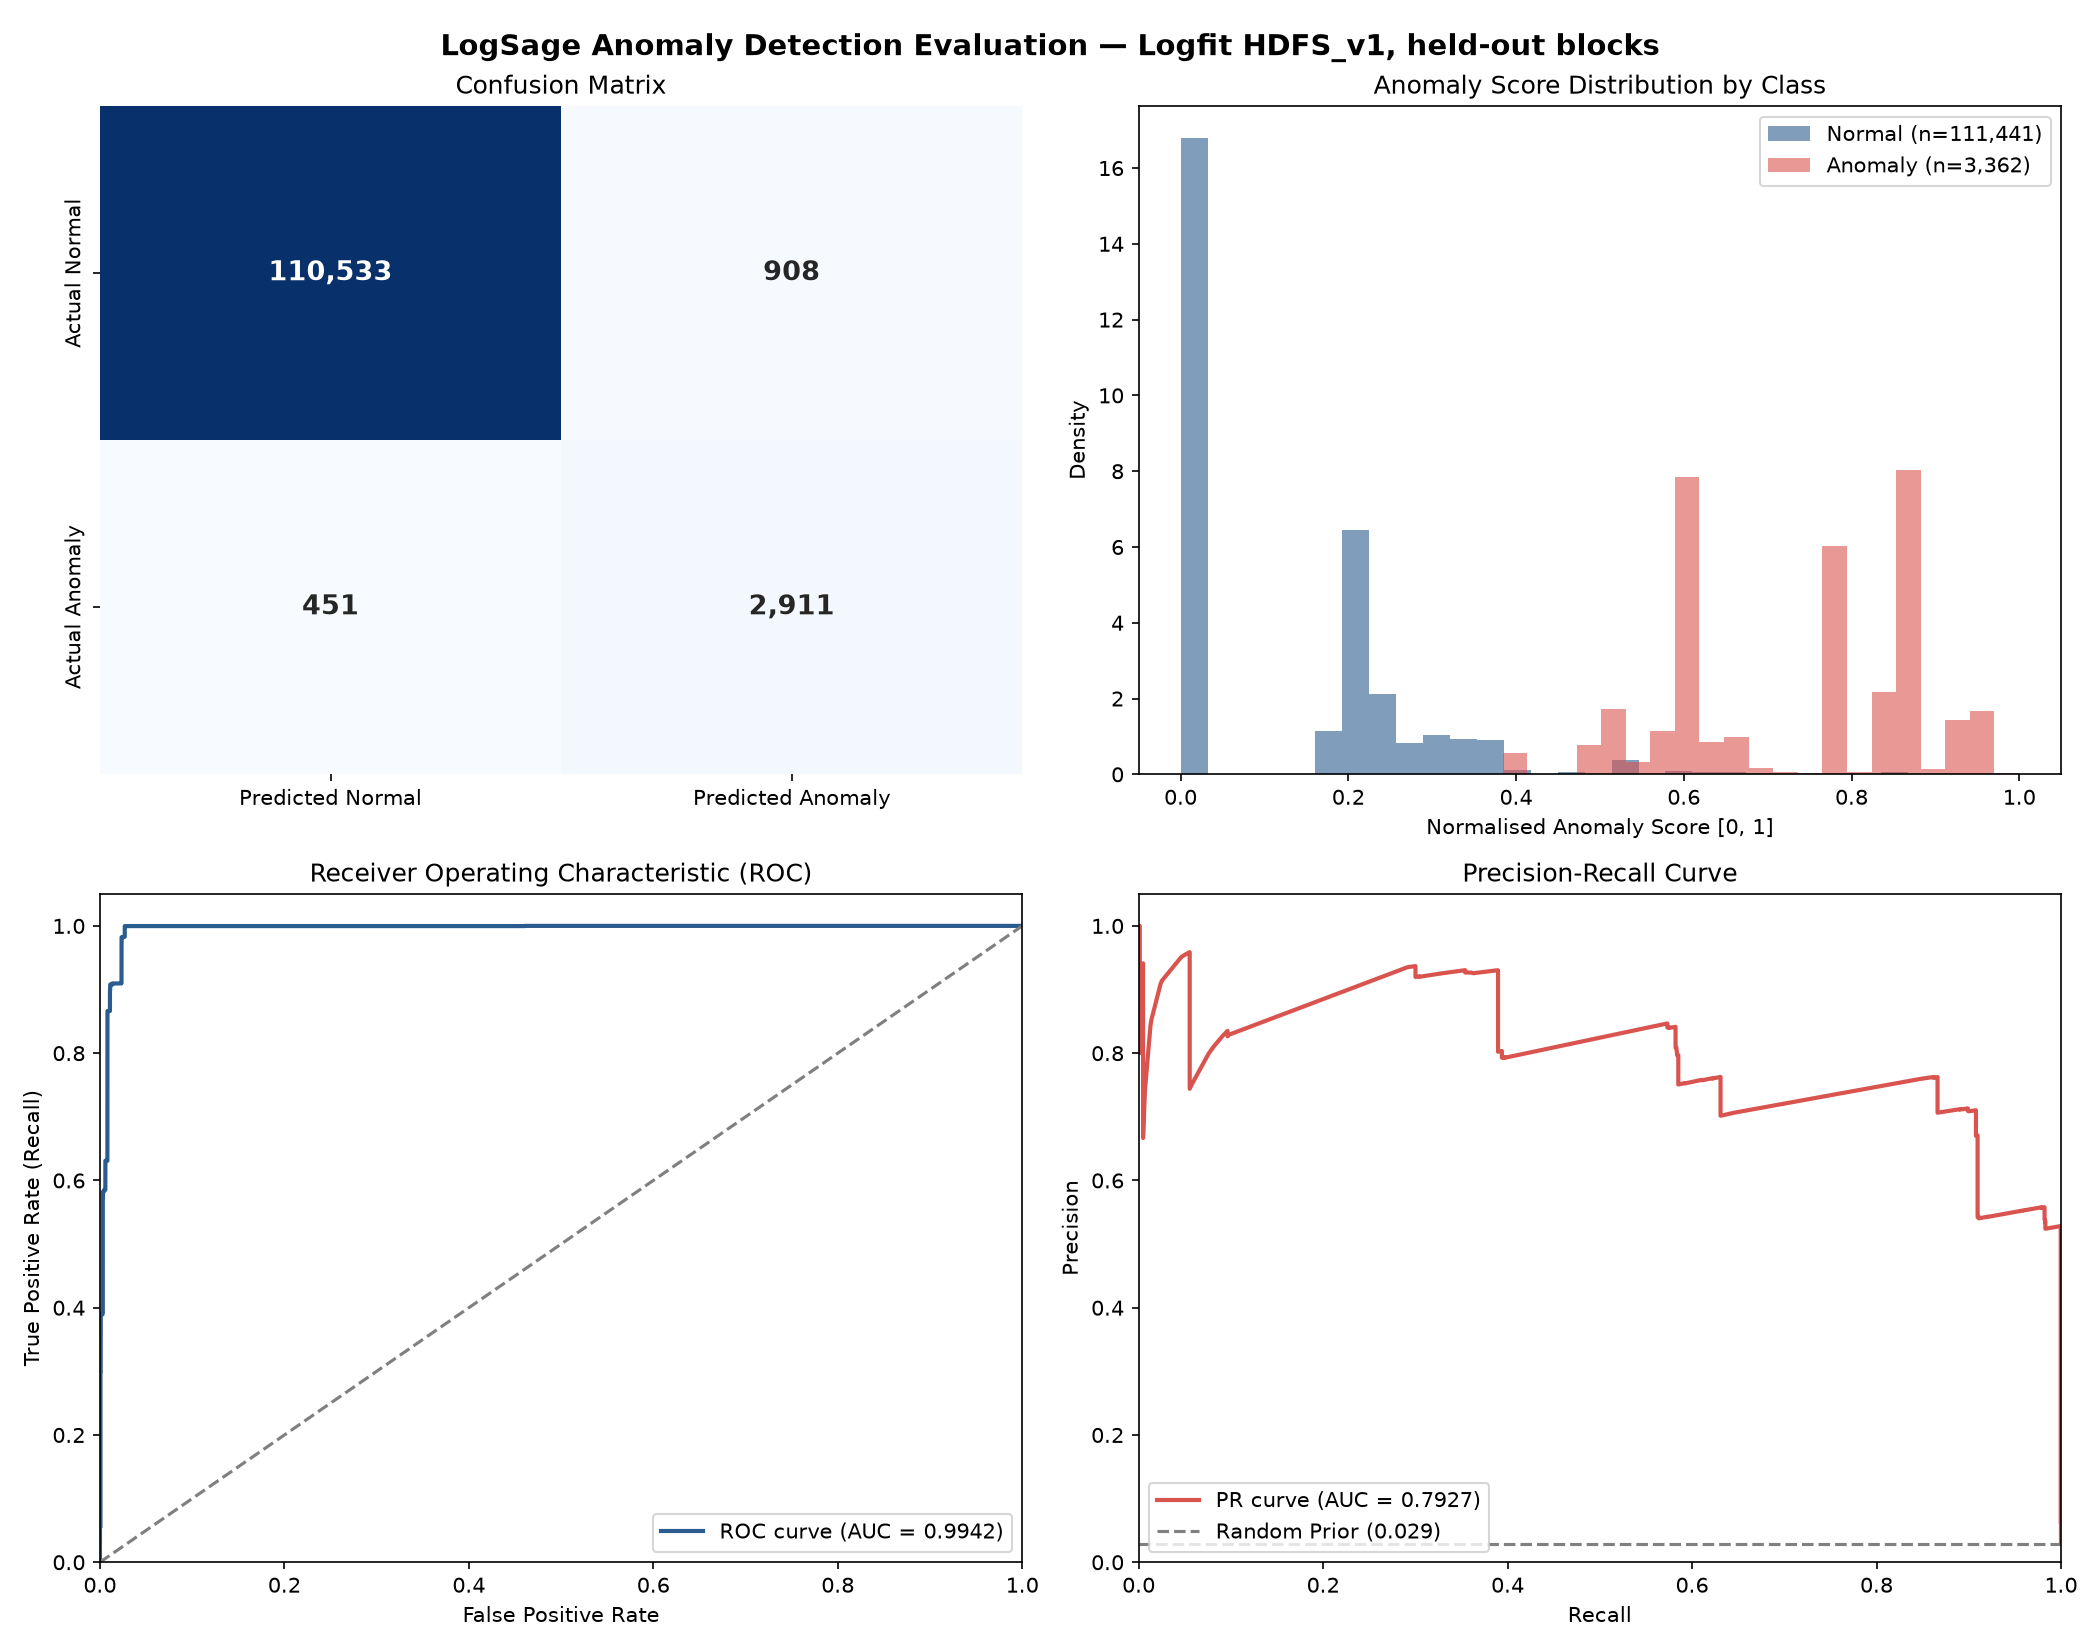 LogSage Anomaly Detection Evaluation — Logfit HDFS_v1, held-out blocks
Confusion Matrix
Actual Normal
Actual Anomaly
110,533
908
451
2,911
Predicted Normal
Predicted Anomaly
Anomaly Score Distribution by Class
Normal (n=111,441)
Anomaly (n=3,362)
Density
16
14
12
10
8
6
4
2
0
0.0 0.2 0.4 0.6 0.8 1.0
Normalised Anomaly Score [0, 1]
Receiver Operating Characteristic (ROC)
True Positive Rate (Recall)
1.0
0.8
0.6
0.4
0.2
0.0
ROC curve (AUC = 0.9942)
0.0 0.2 0.4 0.6 0.8 1.0
False Positive Rate
Precision-Recall Curve
Precision
1.0
0.8
0.6
0.4
0.2
0.0
PR curve (AUC = 0.7927)
Random Prior (0.029)
0.0 0.2 0.4 0.6 0.8 1.0
Recall